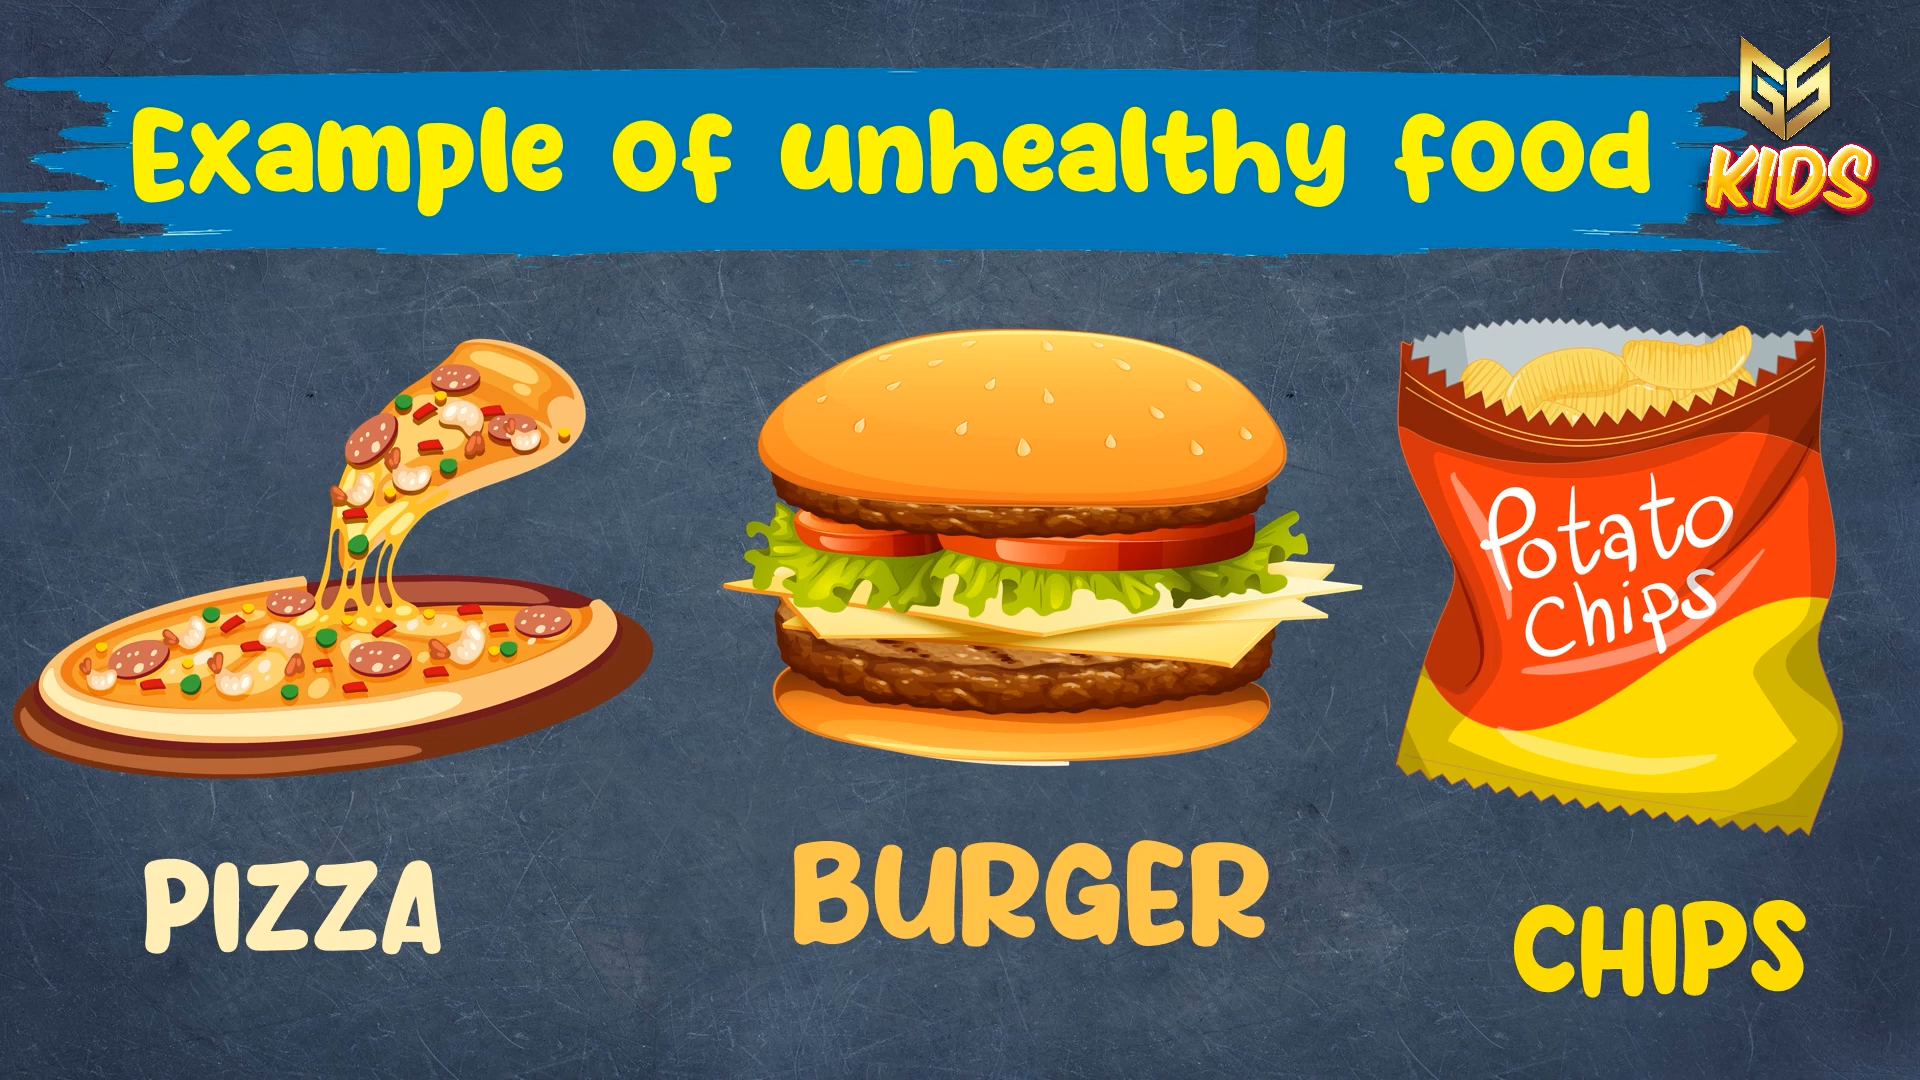 Example of unhealthy food
GS
KIDS
Potato
Chips
PIZZA
BURGER
CHIPS